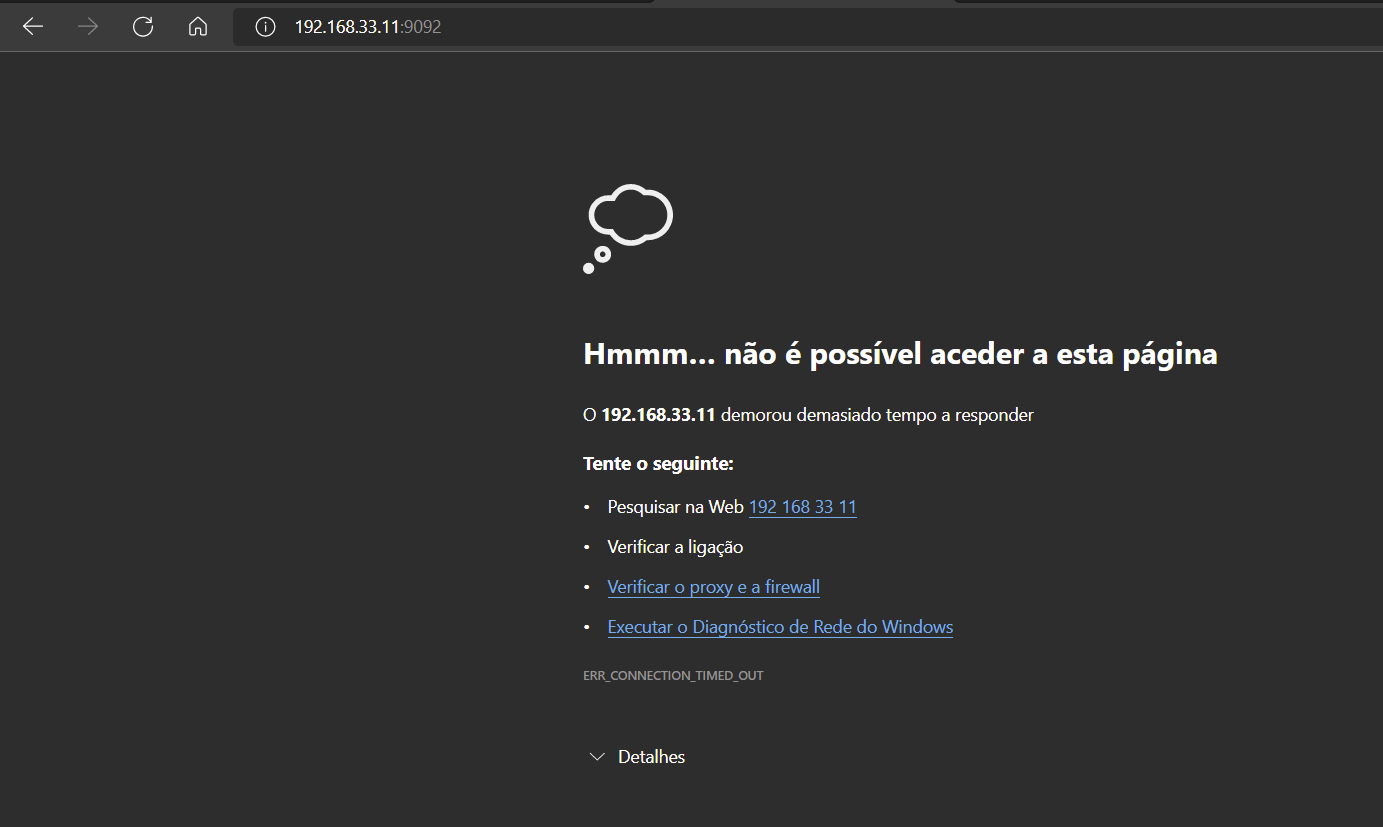 192.168.33.11:9092
Hmmm... não é possível aceder a esta página
O 192.168.33.11 demorou demasiado tempo a responder
Tente o seguinte:
• Pesquisar na Web 192 168 33 11
• Verificar a ligação
• Verificar o proxy e a firewall
• Executar o Diagnóstico de Rede do Windows
ERR_CONNECTION_TIMED_OUT
Detalhes